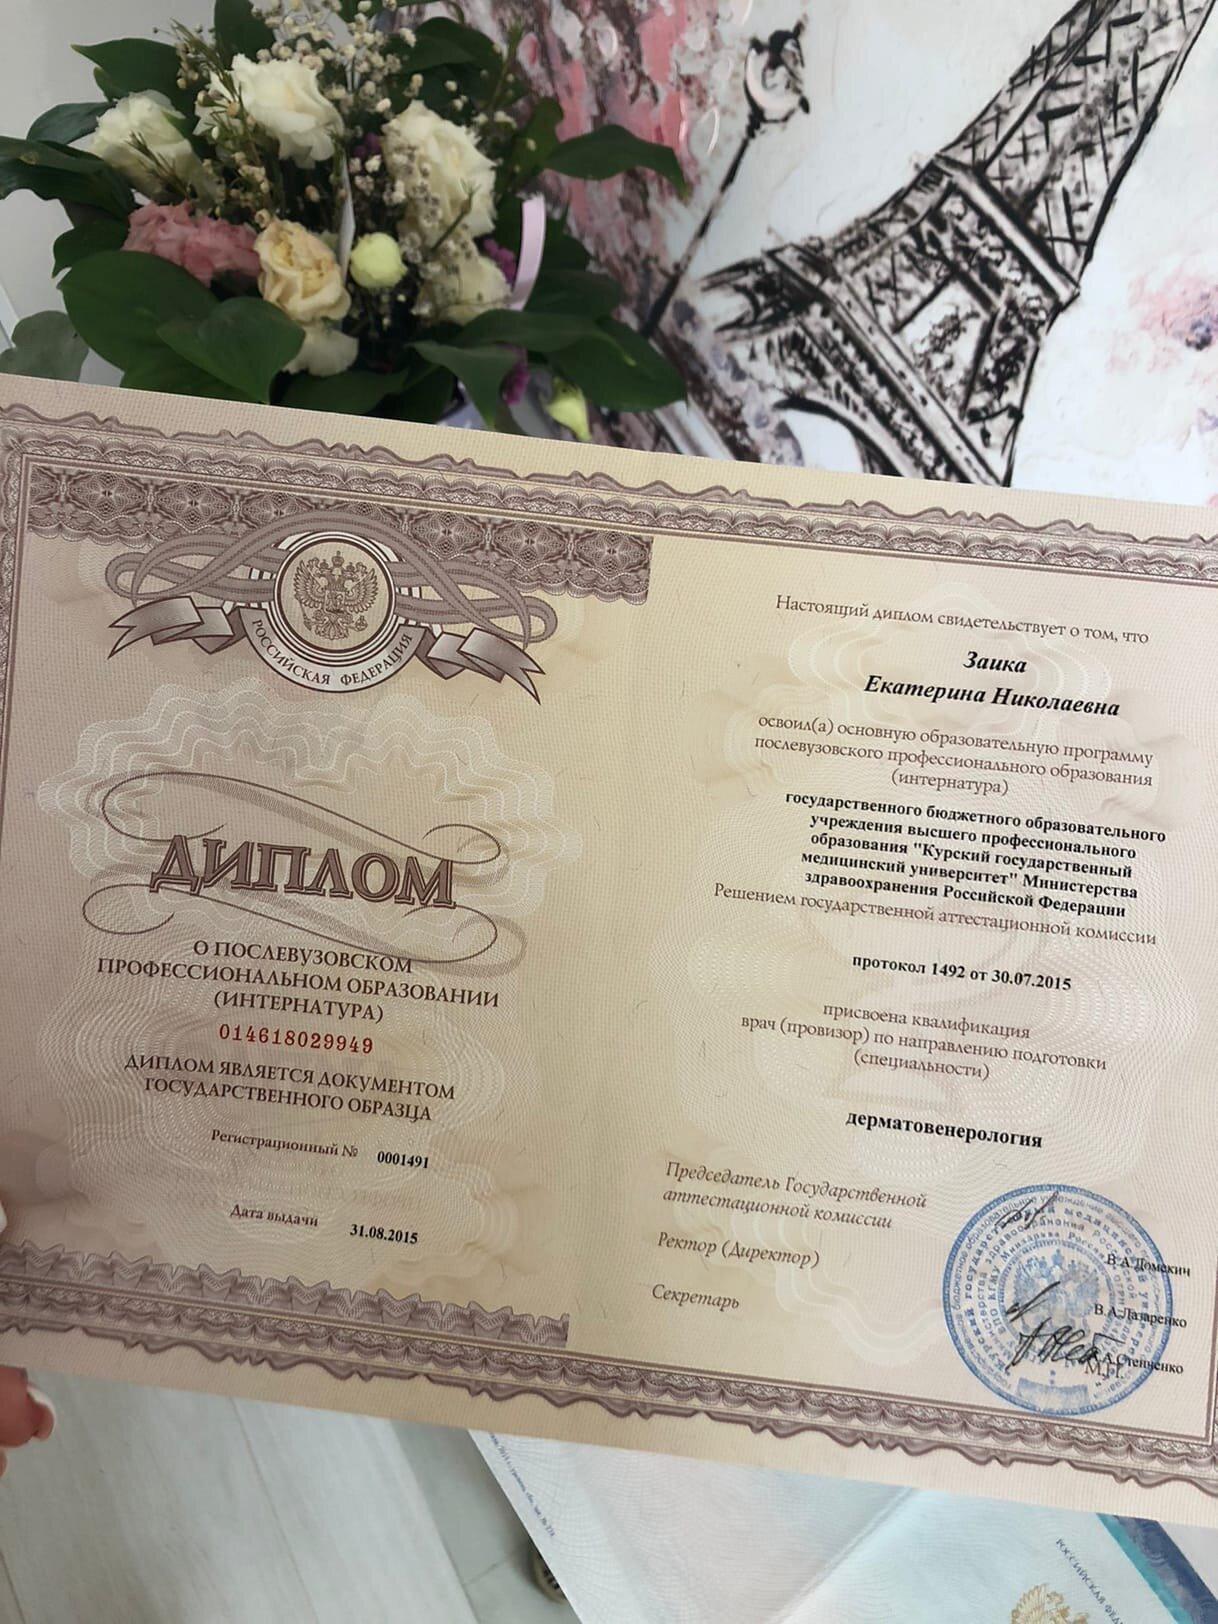 РОССИЙСКАЯ ФЕДЕРАЦИЯ
ДИПЛОМ
О ПОСЛЕВУЗОВСКОМ
ПРОФЕССИОНАЛЬНОМ ОБРАЗОВАНИИ
(ИНТЕРНАТУРА)
014618029949
ДИПЛОМ ЯВЛЯЕТСЯ ДОКУМЕНТОМ
ГОСУДАРСТВЕННОГО ОБРАЗЦА
Регистрационный № 0001491
Дата выдачи 31.08.2015
Настоящий диплом свидетельствует о том, что
Заика
Екатерина Николаевна
освоил(а) основную образовательную программу
послевузовского профессионального образования
(интернатура)
государственного бюджетного образовательного
учреждения высшего профессионального
образования "Курский государственный
медицинский университет" Министерства
здравоохранения Российской Федерации
Решением государственной аттестационной комиссии
протокол 1492 от 30.07.2015
присвоена квалификация
врач (провизор) по направлению подготовки
(специальности)
дерматовенерология
Председатель Государственной
аттестационной комиссии
В.А.Домекин
Ректор (Директор)
В.А.Лазаренко
Секретарь
А.Степченко
М.П.
РОССИЙСКАЯ